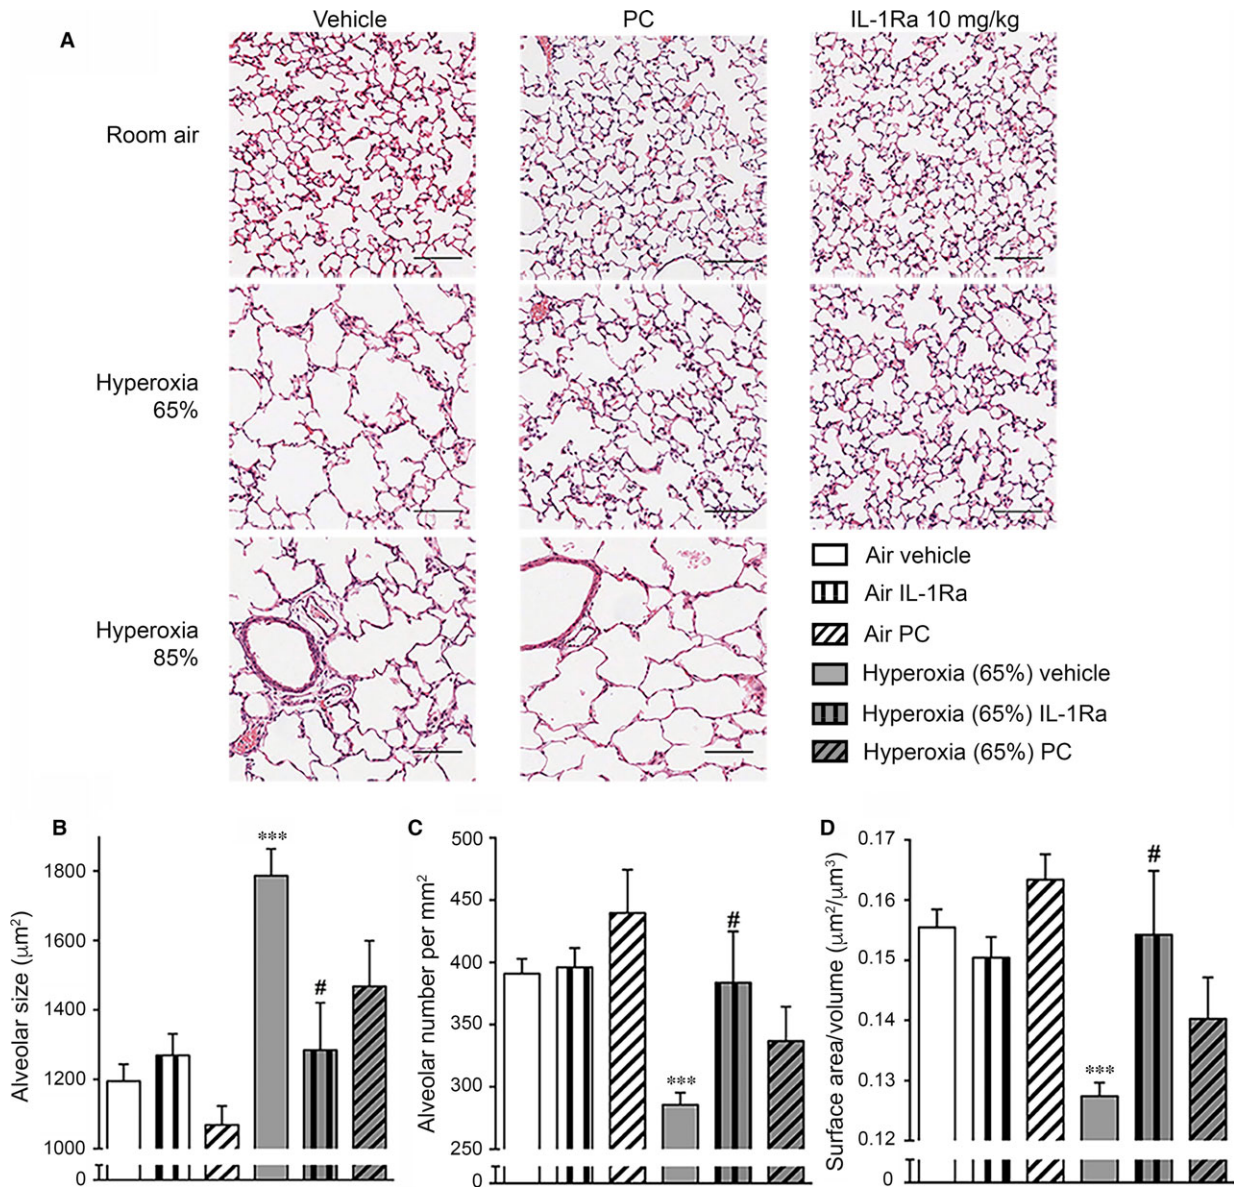 Vehicle
PC
IL-1Ra 10 mg/kg
A
Room air
Hyperoxia
65%
Hyperoxia
85%
Air vehicle
Air IL-1Ra
Air PC
Hyperoxia (65%) vehicle
Hyperoxia (65%) IL-1Ra
Hyperoxia (65%) PC
B
Alveolar size (μm²)
1800
1600
1400
1200
1000
0
***
#
C
Alveolar number per mm²
500
450
400
350
300
250
0
***
#
D
Surface area/volume (μm²/μm³)
0.17
0.16
0.15
0.14
0.13
0.12
0
***
#